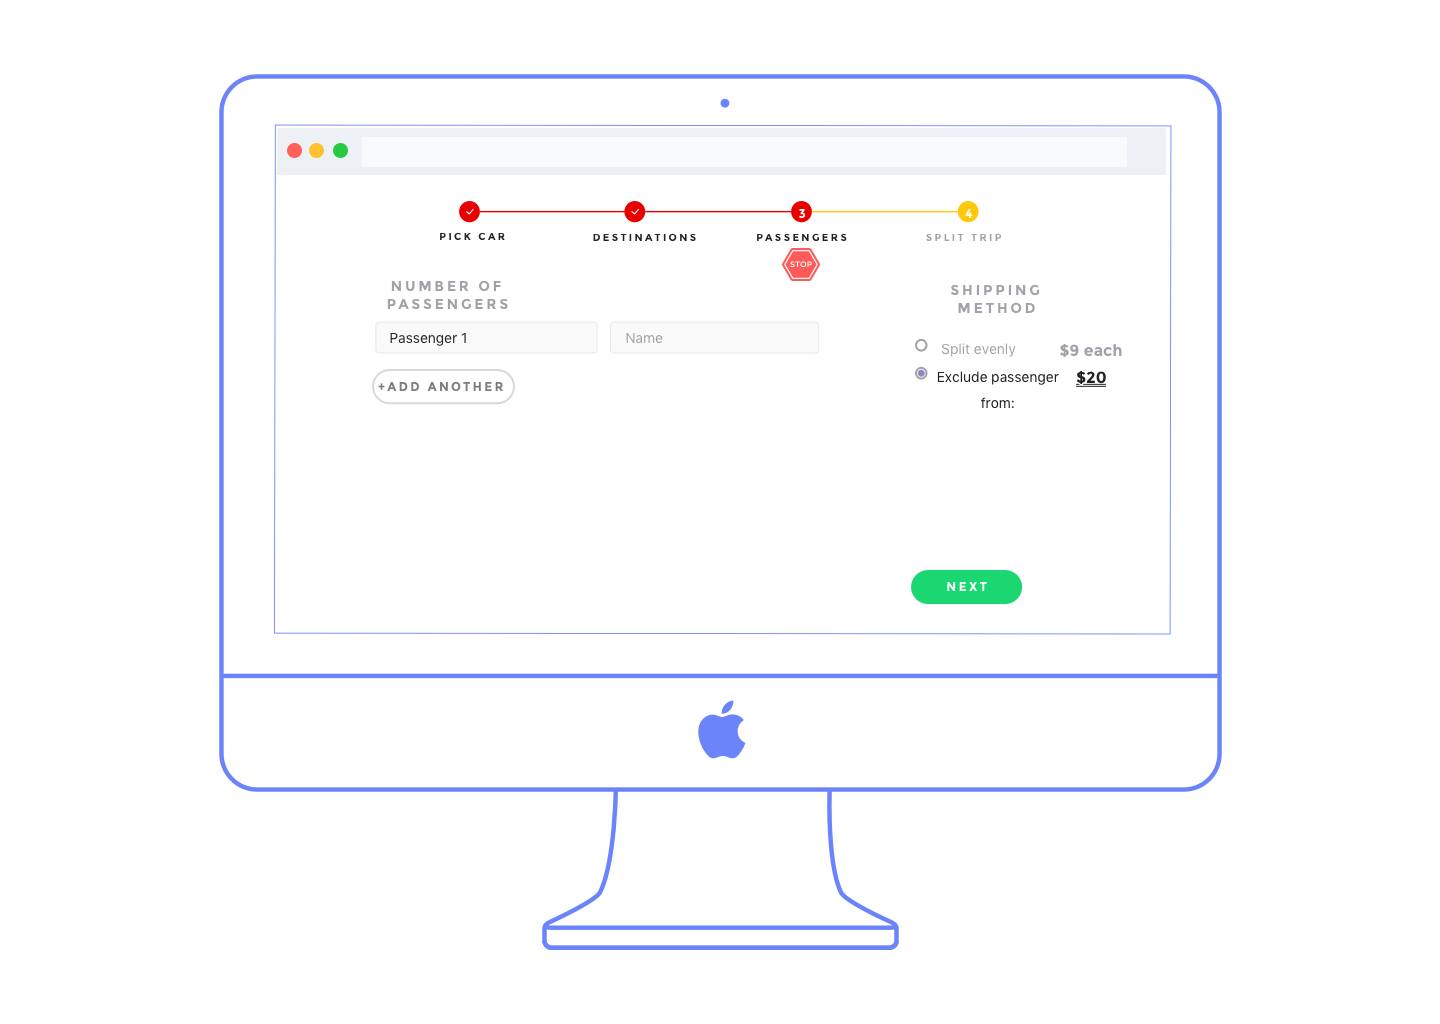 3
4
PICK CAR
DESTINATIONS
PASSENGERS
SPLIT TRIP
STOP
NUMBER OF
PASSENGERS
Passenger 1
Name
+ADD ANOTHER
SHIPPING
METHOD
Split evenly $9 each
Exclude passenger $20
from:
NEXT